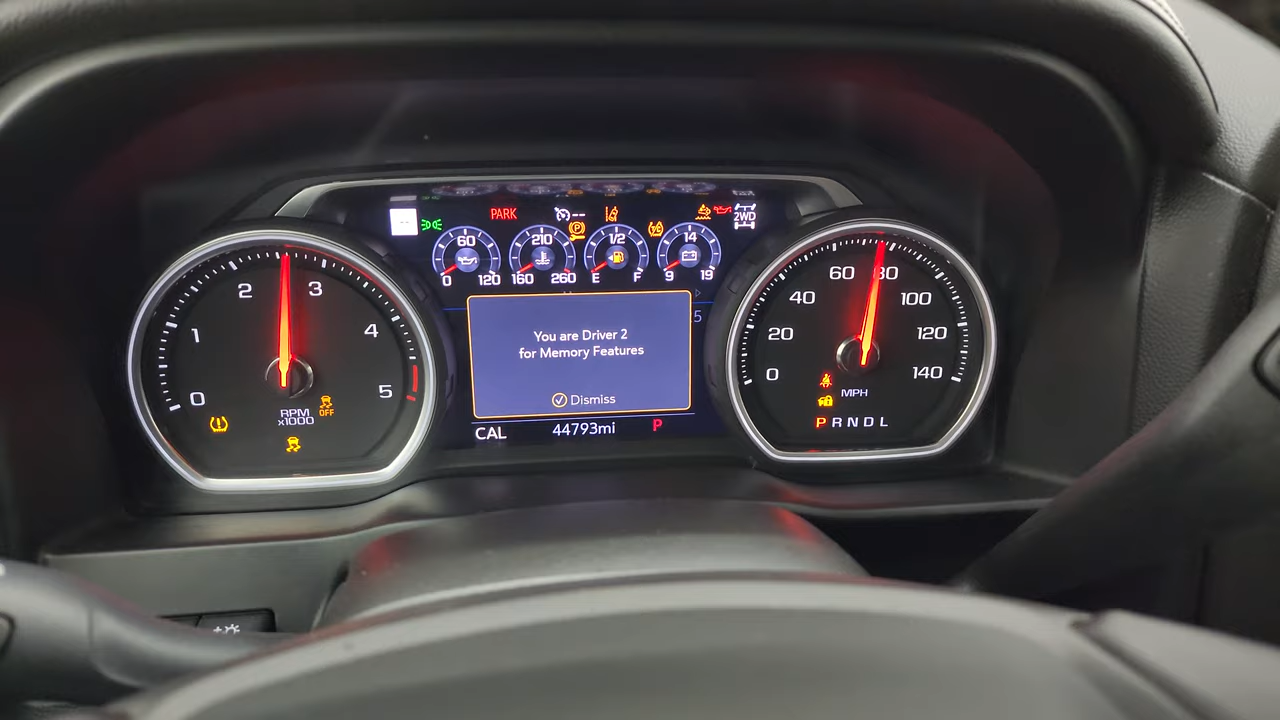 PARK
2WD
60
0 120
210
160 260
1/2
E F
14
9 19
0 1 2 3 4 5
RPM
x1000
OFF
You are Driver 2
for Memory Features
Dismiss
5
CAL 44793mi P
0 20 40 60 80 100 120 140
MPH
P R N D L